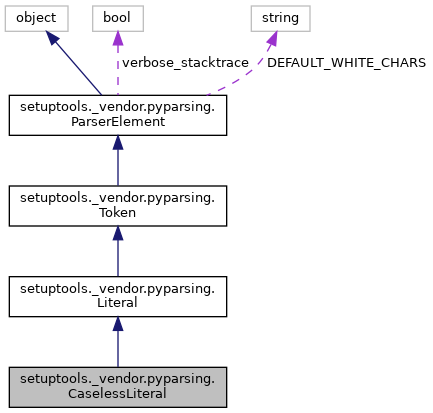 object
bool
string
verbose_stacktrace
DEFAULT_WHITE_CHARS
setuptools._vendor.pyparsing.
ParserElement
setuptools._vendor.pyparsing.
Token
setuptools._vendor.pyparsing.
Literal
setuptools._vendor.pyparsing.
CaselessLiteral